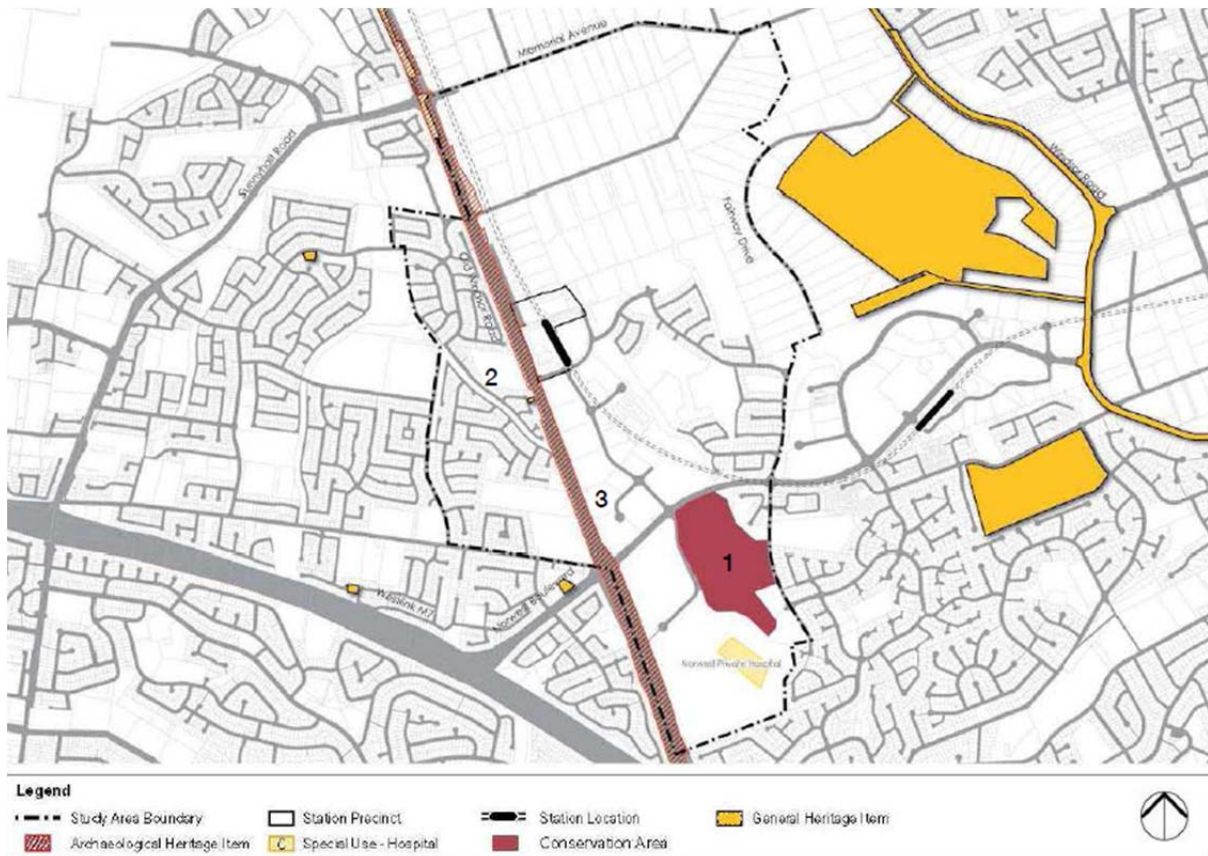 Memorial Avenue
Windsor Road
Sunnyholt Road
Fairway Drive
Old Windsor Road
2
3
1
Westlink M7
Norwest Boulevard
Norwest Private Hospital
Legend
Study Area Boundary
Station Precinct
Station Location
General Heritage Item
Archaeological Heritage Item
C
Special Use - Hospital
Conservation Area